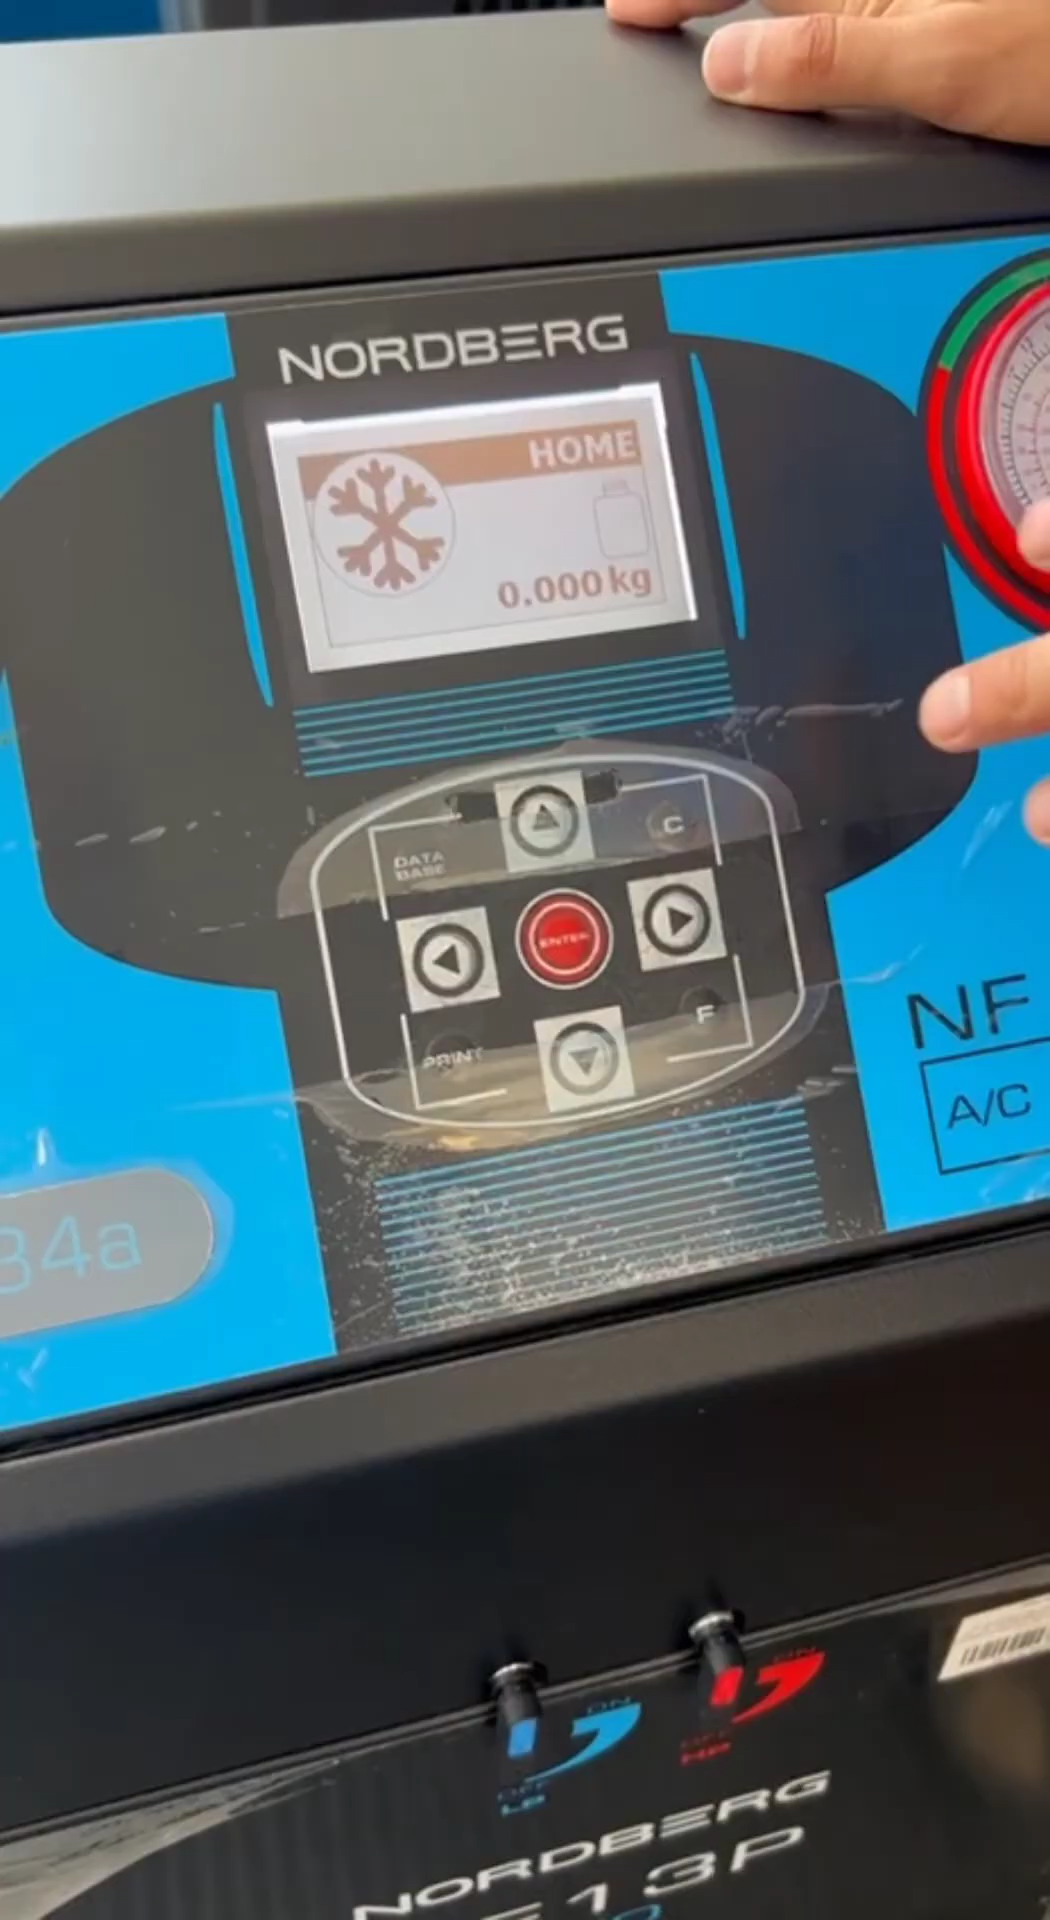 NORDBERG
HOME
0.000 kg
DATA
BASE
C
ENTER
PRINT
F
NF
A/C
34a
ON
ON
OFF
HP
OFF
LP
NORDBERG